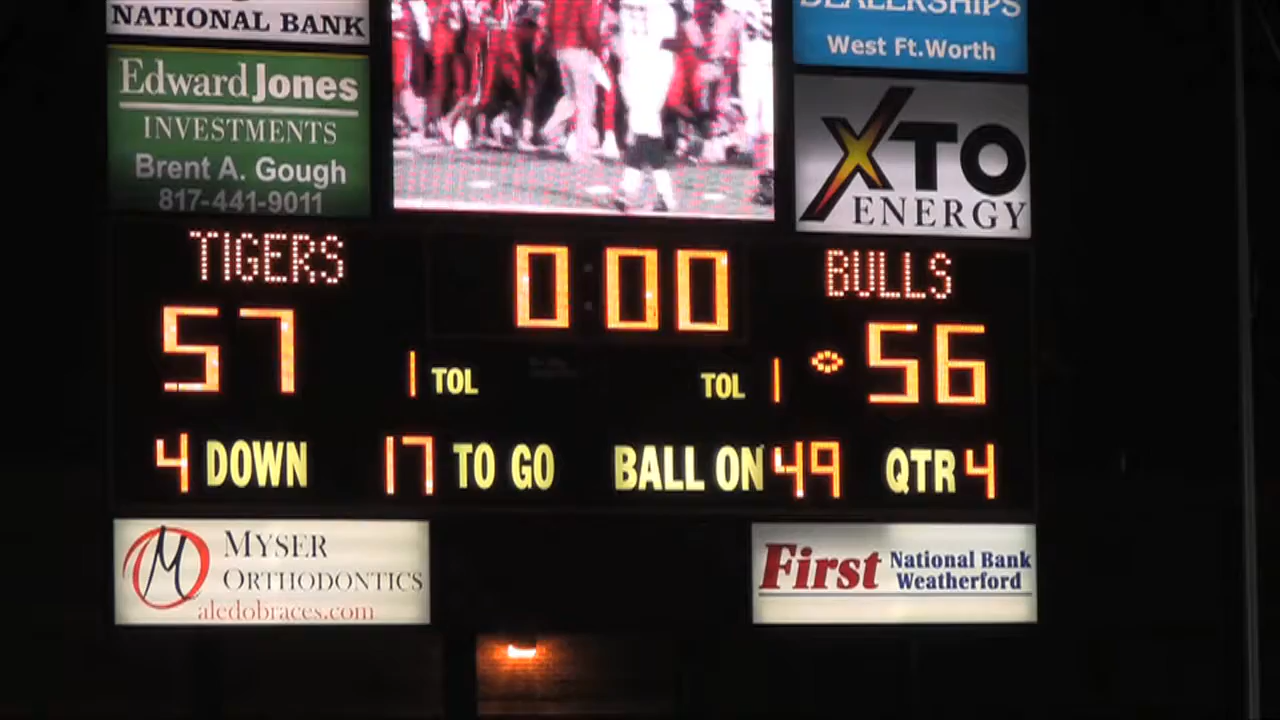 NATIONAL BANK
Edward Jones
INVESTMENTS
Brent A. Gough
817-441-9011
DEALERSHIPS
West Ft.Worth
XTO
ENERGY
TIGERS
0:00
BULLS
57
1 TOL
TOL 1
56
4 DOWN
17 TO GO
BALL ON 49
QTR 4
M
MYSER
ORTHODONTICS
aledobraces.com
First National Bank
Weatherford